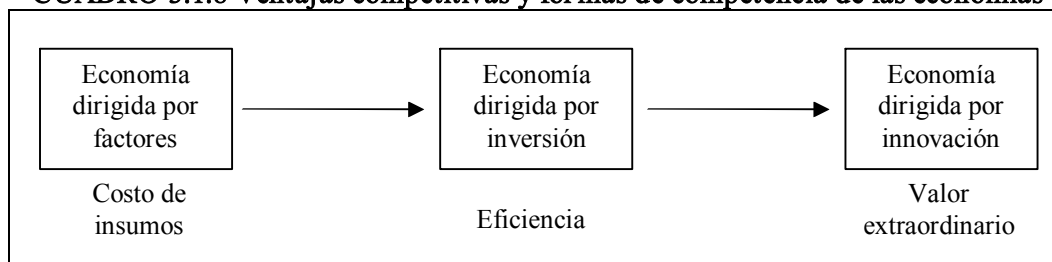 CUADRO Ventajas competitivas y formas de competencia de las economías
Economía
dirigida por
factores
Costo de
insumos
Economía
dirigida por
inversión
Eficiencia
Economía
dirigida por
innovación
Valor
extraordinario